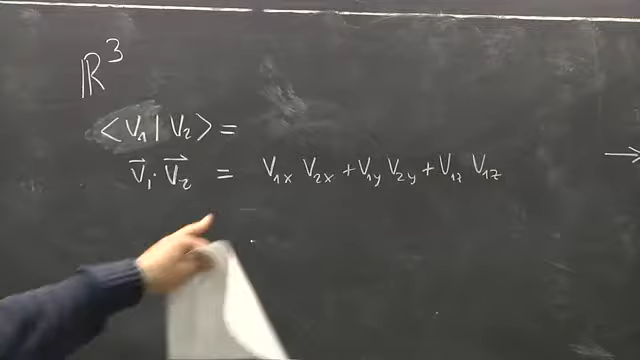 ℝ³
<V₁|V₂> =
V⃗₁·V⃗₂ = V₁ₓ V₂ₓ + V₁ᵧ V₂ᵧ + V₁z V₁z